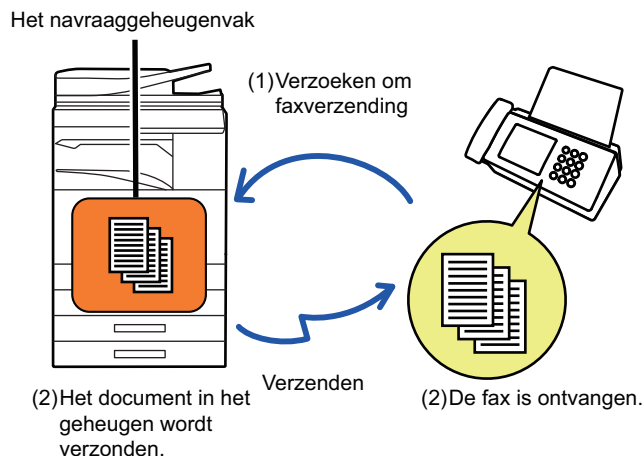 Het navraaggeheugenvak
(1)Verzoeken om
faxverzending
Verzenden
(2)Het document in het
geheugen wordt
verzonden.
(2)De fax is ontvangen.